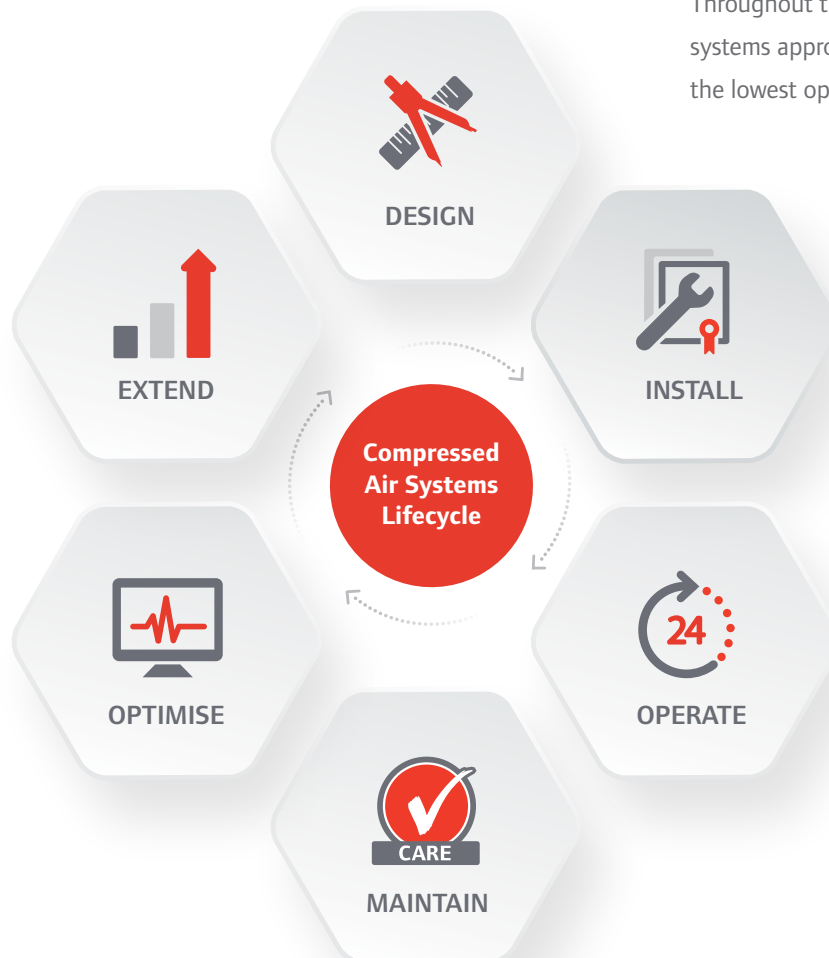 Throughout t
systems appro
the lowest op
DESIGN
EXTEND
INSTALL
Compressed
Air Systems
Lifecycle
OPTIMISE
24
OPERATE
CARE
MAINTAIN